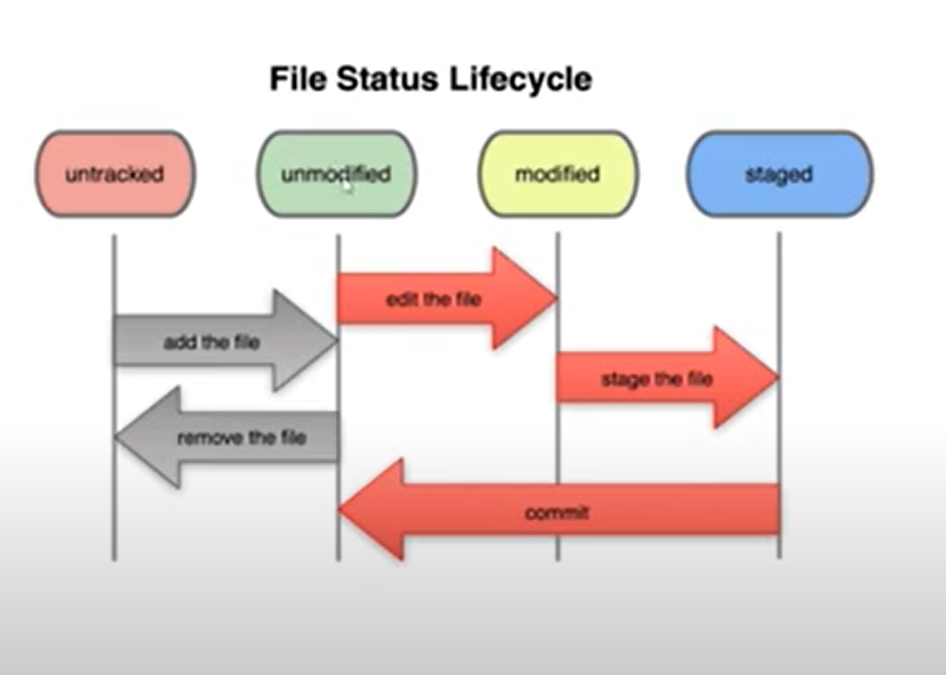 File Status Lifecycle
untracked
unmodified
modified
staged
edit the file
add the file
stage the file
remove the file
commit